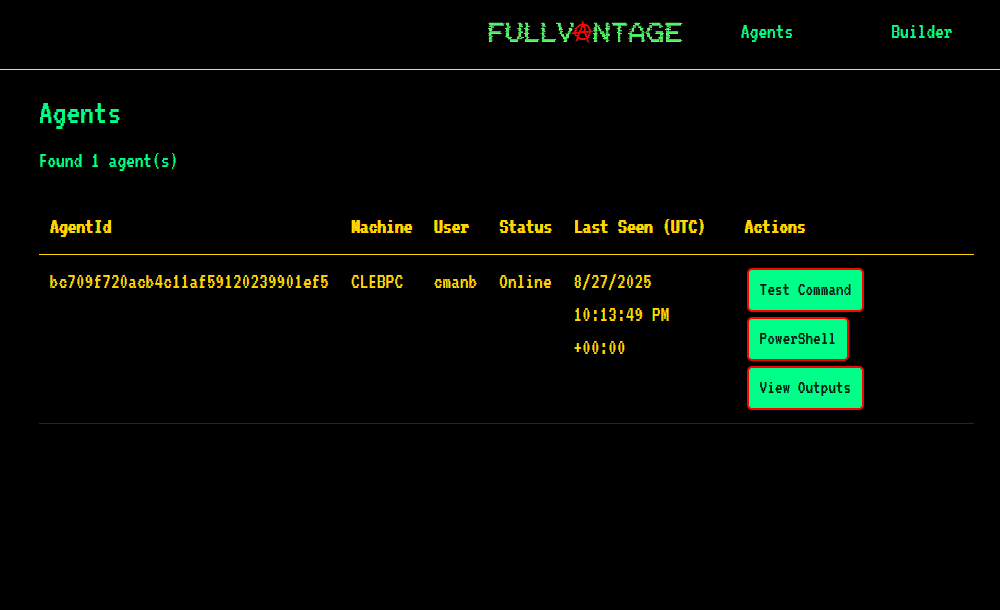 FULLVANTAGE Agents Builder
Agents
Found 1 agent(s)
AgentId Machine User Status Last Seen (UTC) Actions
bc709f720acb4c11af59120239901ef5 CLEBPC cmanb Online 8/27/2025
10:13:49 PM
+00:00
Test Command
PowerShell
View Outputs